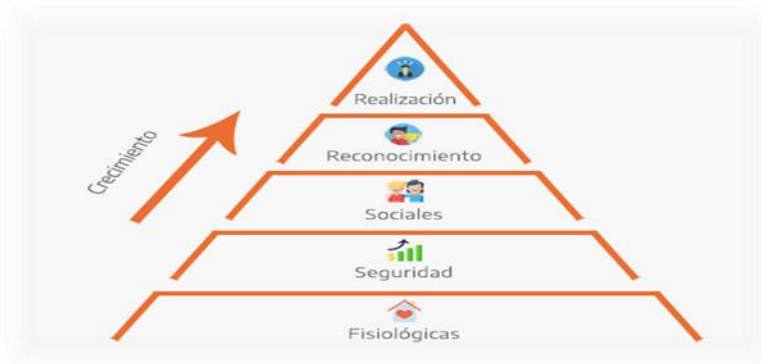 Realización
Reconocimiento
Crecimiento
Sociales
Seguridad
Fisiológicas